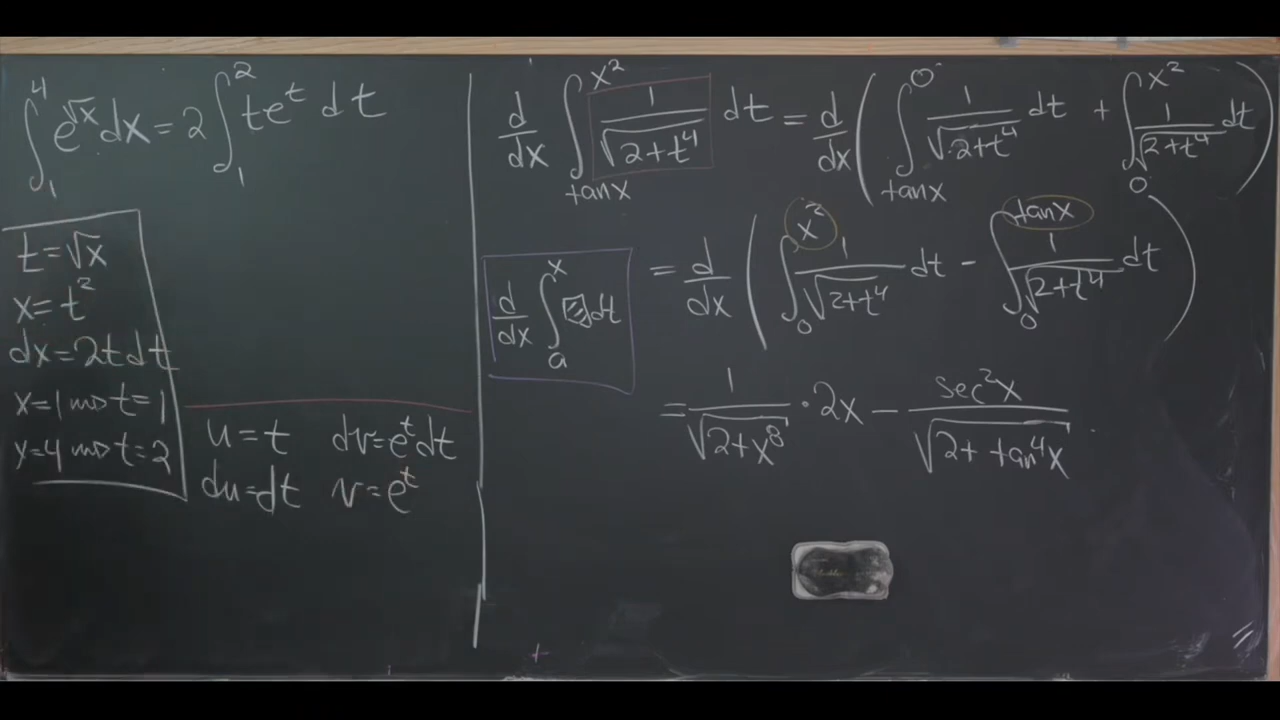 ∫₁⁴ e^√x dx = 2 ∫₁² te^t dt
t = √x
x = t²
dx = 2t dt
x = 1 ⇝ t = 1
y = 4 ⇝ t = 2
u = t   dv = e^t dt
du = dt   v = e^t
d/dx ∫_{tan x}^{x²} 1/√(2+t⁴) dt = d/dx ( ∫_{tan x}^{0} 1/√(2+t⁴) dt + ∫_0^{x²} 1/√(2+t⁴) dt )
d/dx ∫_a^x ▨ dt
= d/dx ( ∫_0^{x²} 1/√(2+t⁴) dt − ∫_0^{tan x} 1/√(2+t⁴) dt )
= 1/√(2+x⁸) · 2x − sec²x/√(2+tan⁴x)